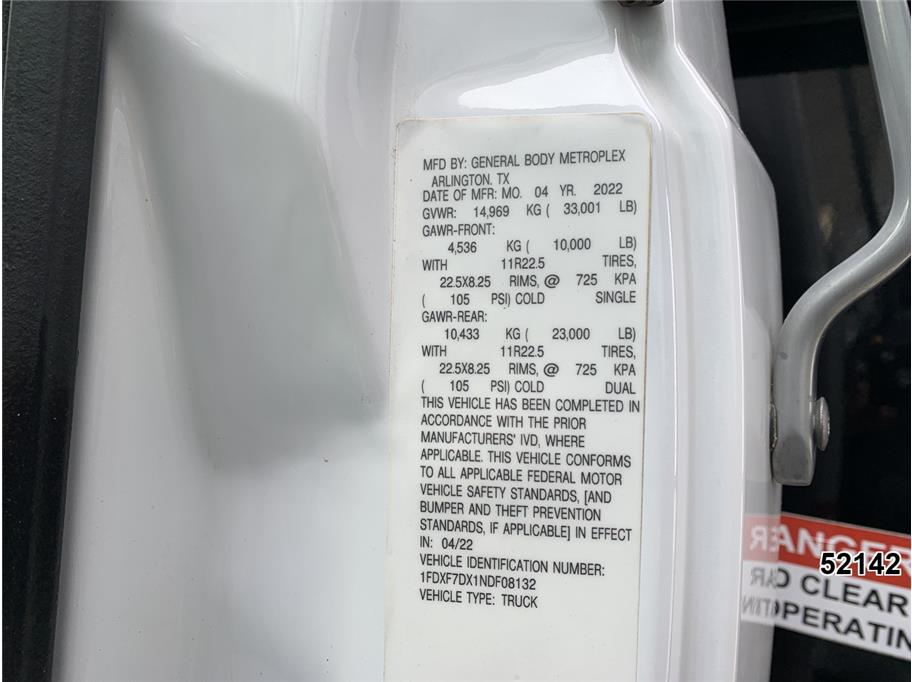 MFD BY: GENERAL BODY METROPLEX
ARLINGTON, TX
DATE OF MFR: MO. 04 YR. 2022
GVWR: 14,969 KG ( 33,001 LB)
GAWR-FRONT:
4,536 KG ( 10,000 LB)
WITH 11R22.5 TIRES,
22.5X8.25 RIMS, @ 725 KPA
( 105 PSI) COLD SINGLE
GAWR-REAR:
10,433 KG ( 23,000 LB)
WITH 11R22.5 TIRES,
22.5X8.25 RIMS, @ 725 KPA
( 105 PSI) COLD DUAL
THIS VEHICLE HAS BEEN COMPLETED IN
ACCORDANCE WITH THE PRIOR
MANUFACTURERS' IVD, WHERE
APPLICABLE. THIS VEHICLE CONFORMS
TO ALL APPLICABLE FEDERAL MOTOR
VEHICLE SAFETY STANDARDS, [AND
BUMPER AND THEFT PREVENTION
STANDARDS, IF APPLICABLE] IN EFFECT
IN: 04/22
VEHICLE IDENTIFICATION NUMBER:
1FDXF7DX1NDF08132
VEHICLE TYPE: TRUCK
ANGER
52142
CLEAR
OPERATIN